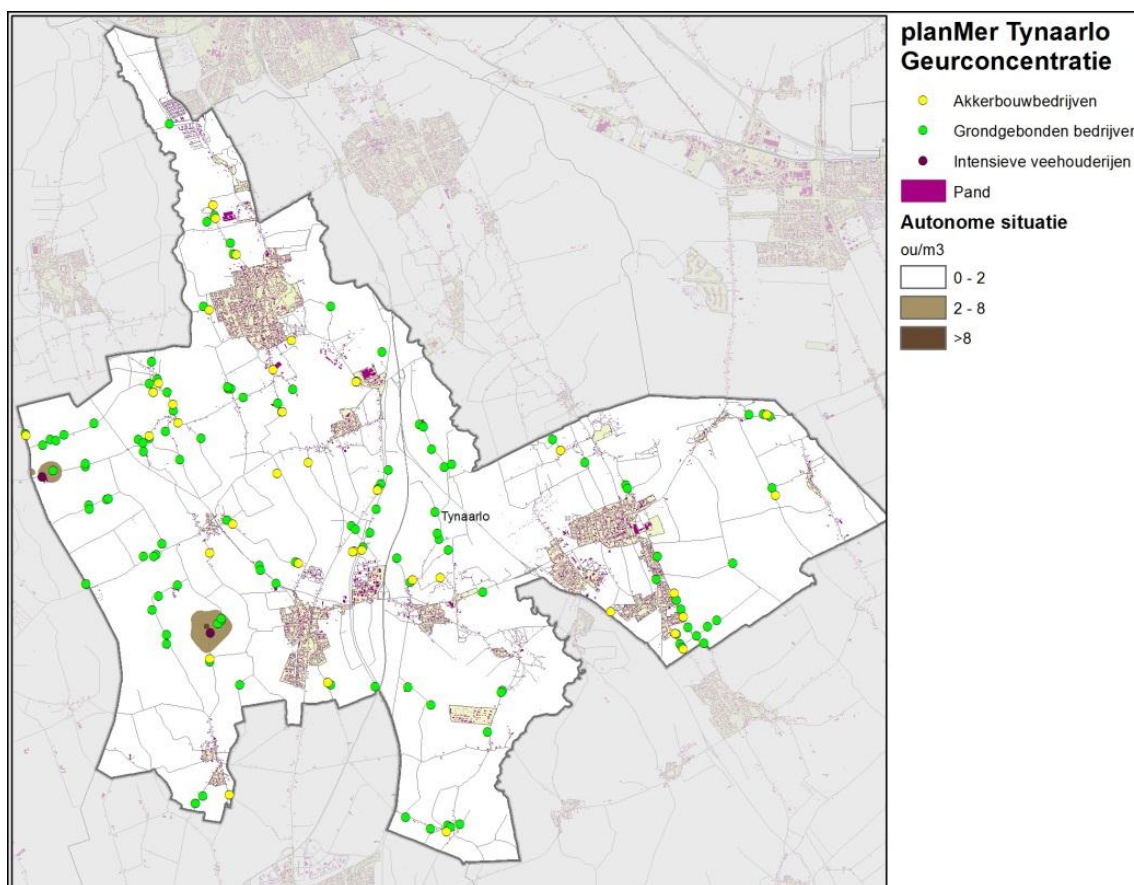 planMer Tynaarlo
Geurconcentratie
Akkerbouwbedrijven
Grondgebonden bedrijven
Intensieve veehouderijen
Pand
Autonome situatie
ou/m3
0 - 2
2 - 8
>8
Tynaarlo